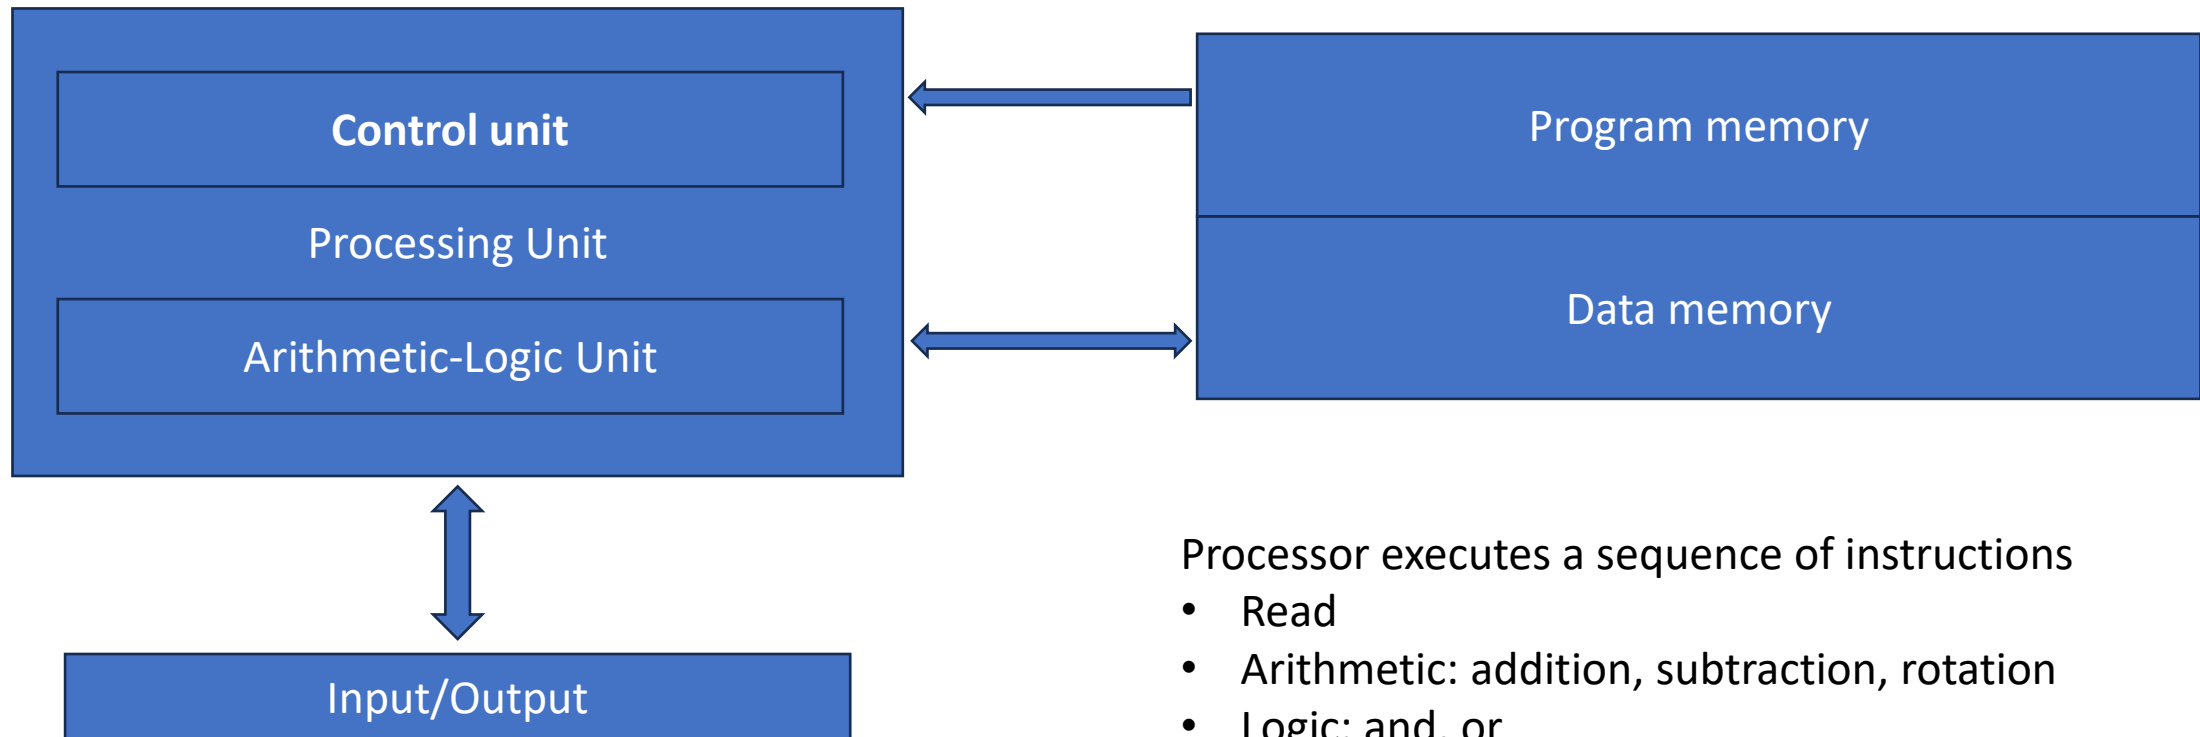 Control unit
Processing Unit
Arithmetic-Logic Unit
Program memory
Data memory
Input/Output
Processor executes a sequence of instructions
• Read
• Arithmetic: addition, subtraction, rotation
• Logic: and, or